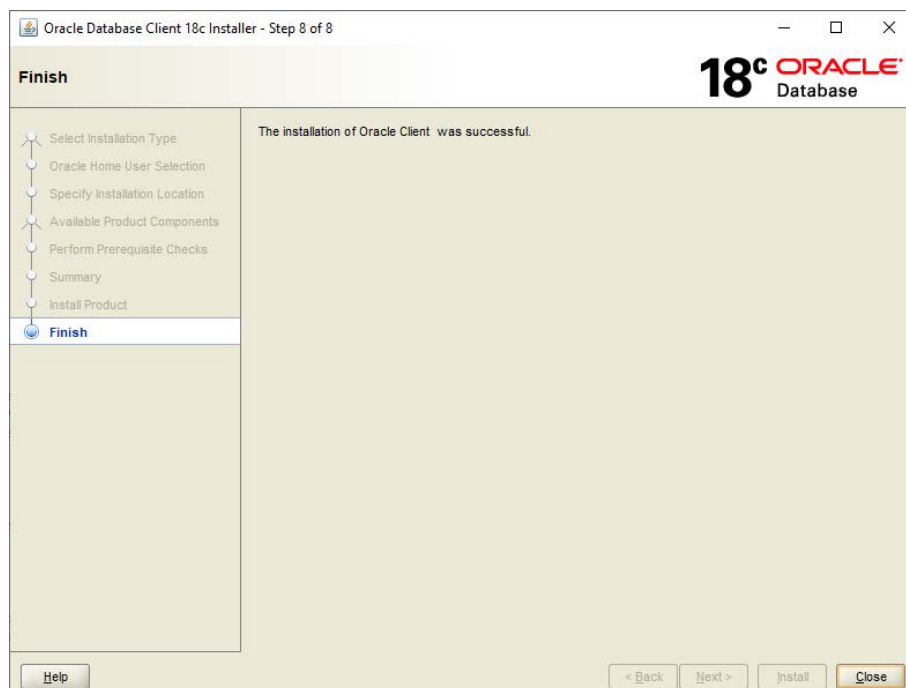 Oracle Database Client 18c Installer - Step 8 of 8
Finish
18c ORACLE
Database
Select Installation Type
Oracle Home User Selection
Specify Installation Location
Available Product Components
Perform Prerequisite Checks
Summary
Install Product
Finish
The installation of Oracle Client was successful.
Help
< Back
Next >
Install
Close